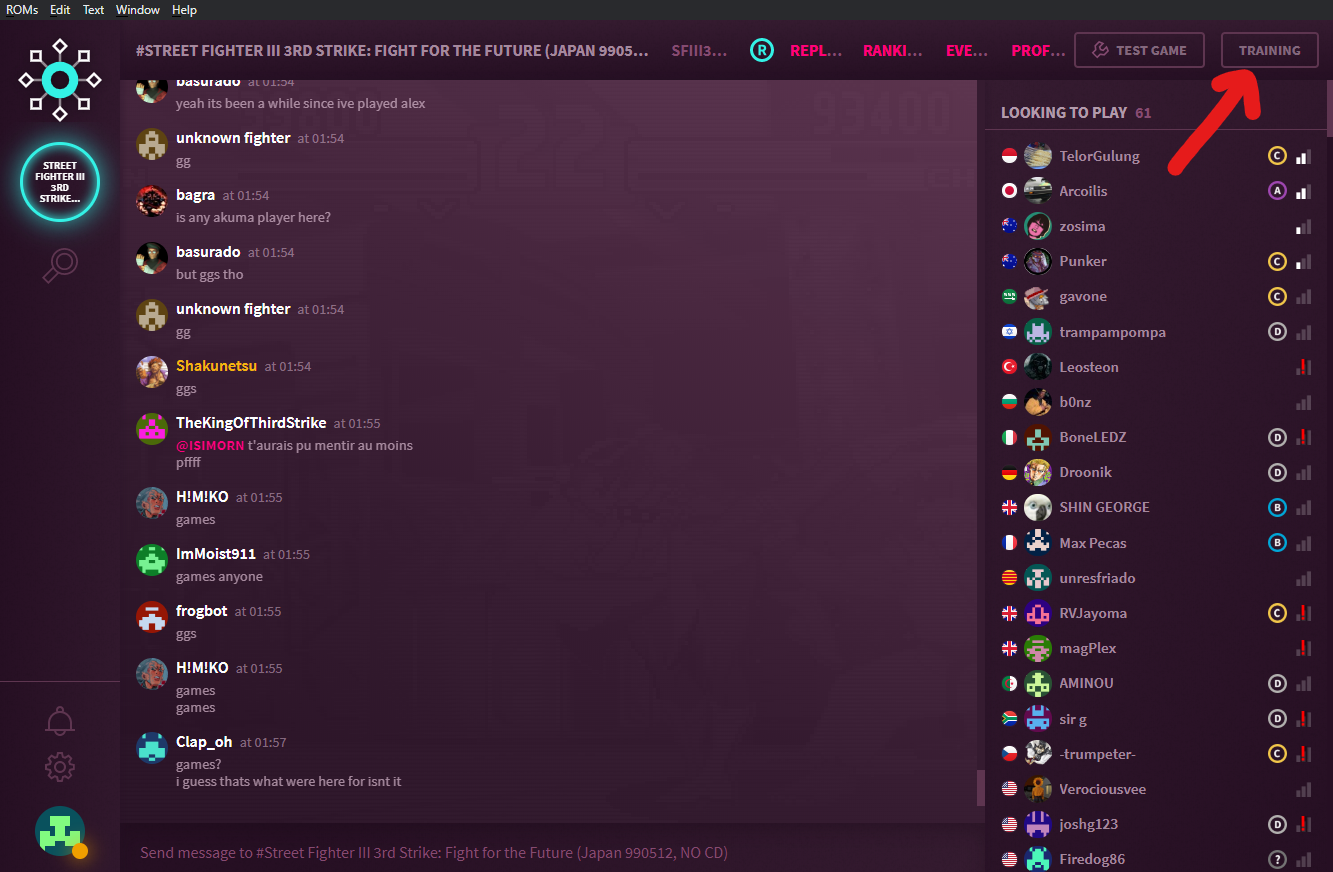 ROMs Edit Text Window Help
#STREET FIGHTER III 3RD STRIKE: FIGHT FOR THE FUTURE (JAPAN 9905... SFIII3... R REPL... RANKI... EVE... PROF... TEST GAME TRAINING
STREET
FIGHTER III
3RD
STRIKE...
basurado at 01:54
yeah its been a while since ive played alex
unknown fighter at 01:54
gg
bagra at 01:54
is any akuma player here?
basurado at 01:54
but ggs tho
unknown fighter at 01:54
gg
Shakunetsu at 01:54
ggs
TheKingOfThirdStrike at 01:55
@ISIMORN t'aurais pu mentir au moins
pffff
H!M!KO at 01:55
games
ImMoist911 at 01:55
games anyone
frogbot at 01:55
ggs
H!M!KO at 01:55
games
games
Clap_oh at 01:57
games?
i guess thats what were here for isnt it
Send message to #Street Fighter III 3rd Strike: Fight for the Future (Japan 990512, NO CD)
LOOKING TO PLAY 61
TelorGulung C
Arcoilis A
zosima
Punker C
gavone C
trampampompa D
Leosteon
b0nz
BoneLEDZ D
Droonik D
SHIN GEORGE B
Max Pecas B
unresfriado
RVJayoma C
magPlex
AMINOU D
sir g D
-trumpeter- C
Verociousvee
joshg123 D
Firedog86 ?